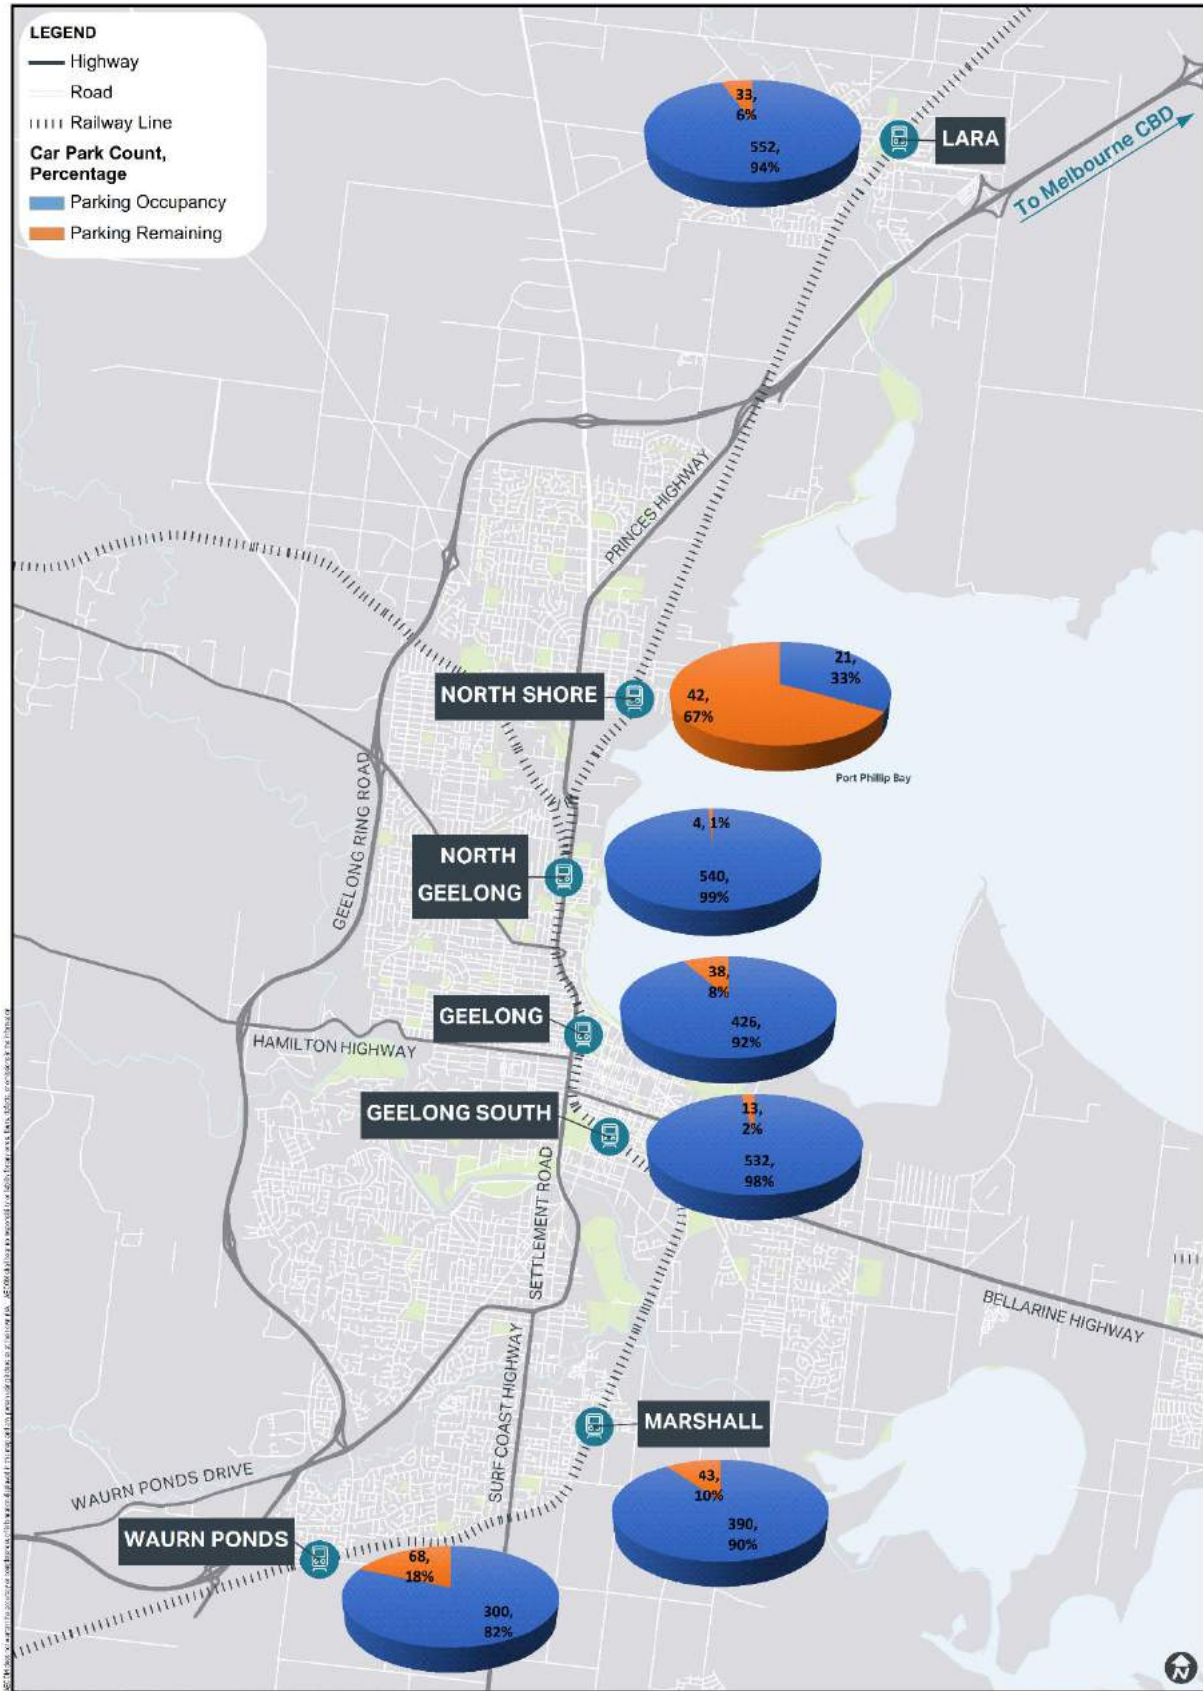 LEGEND
Highway
Road
Railway Line
Car Park Count,
Percentage
Parking Occupancy
Parking Remaining
33,
6%
552,
94%
LARA
To Melbourne CBD
PRINCES HIGHWAY
NORTH SHORE
21,
33%
42,
67%
Port Phillip Bay
GEELONG RING ROAD
NORTH
GEELONG
4, 1%
540,
99%
GEELONG
38,
8%
426,
92%
HAMILTON HIGHWAY
GEELONG SOUTH
13,
2%
532,
98%
SETTLEMENT ROAD
BELLARINE HIGHWAY
SURF COAST HIGHWAY
MARSHALL
43,
10%
390,
90%
WAURN PONDS DRIVE
WAURN PONDS
68,
18%
300,
82%
N